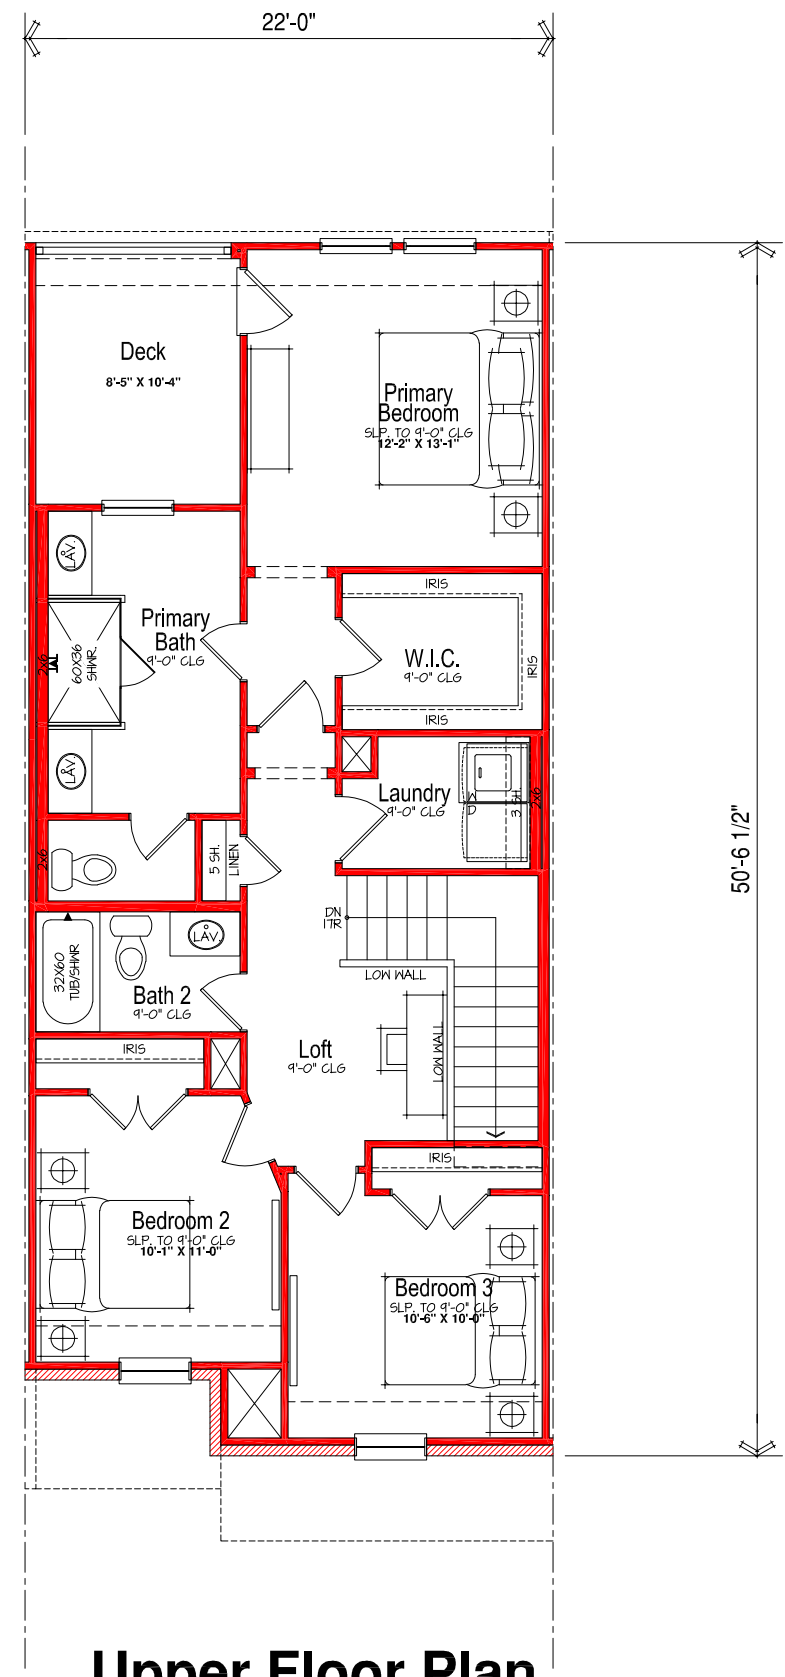 22'-0"
Deck
8'-5" X 10'-4"
Primary
Bedroom
SLP. TO 9'-0" CLG
12'-2" X 13'-1"
50'-6 1/2"
LAV.
Primary
Bath
9'-0" CLG
2x6
60X36
SHWR.
LAV.
IRIS
W.I.C.
9'-0" CLG
IRIS
IRIS
Laundry
9'-0" CLG
D
3 SH.
2x6
2x6
5 SH.
LINEN
DN
17R
LOW WALL
LOW WALL
32X60
TUB/SHWR
LAV.
Bath 2
9'-0" CLG
Loft
9'-0" CLG
IRIS
IRIS
Bedroom 2
SLP. TO 9'-0" CLG
10'-1" X 11'-0"
Bedroom 3
SLP. TO 9'-0" CLG
10'-6" X 10'-0"
Upper Floor Plan